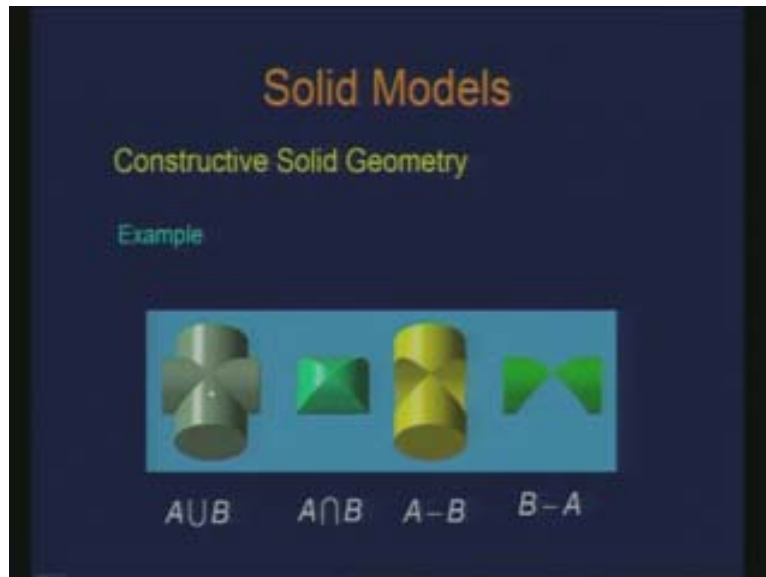 Solid Models
Constructive Solid Geometry
Example
A∪B A∩B A−B B−A